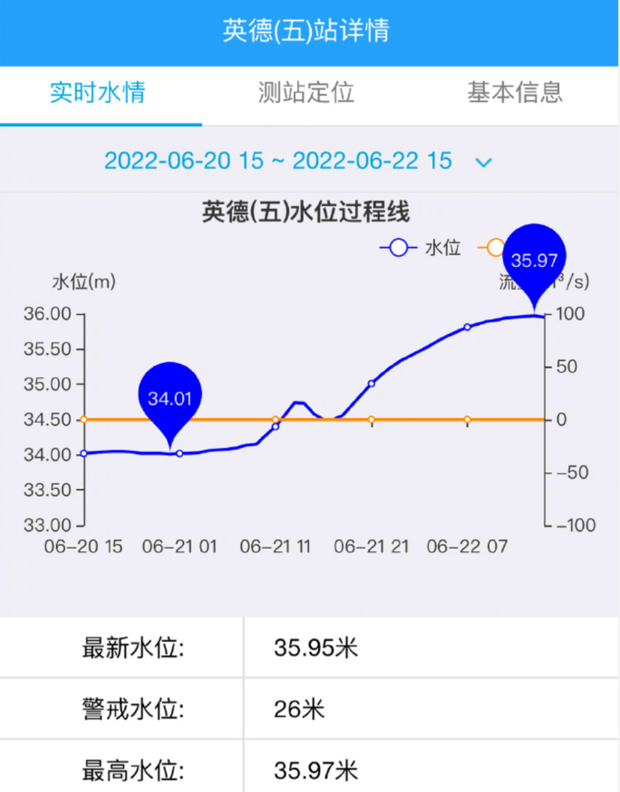 英德(五)站详情
实时水情 测站定位 基本信息
2022-06-20 15 ~ 2022-06-22 15
英德(五)水位过程线
水位
35.97
水位(m) 流 ³/s)
36.00 100
35.50
50
35.00
34.01
34.50 0
34.00
-50
33.50
33.00 -100
06-20 15 06-21 01 06-21 11 06-21 21 06-22 07
最新水位: 35.95米
警戒水位: 26米
最高水位: 35.97米